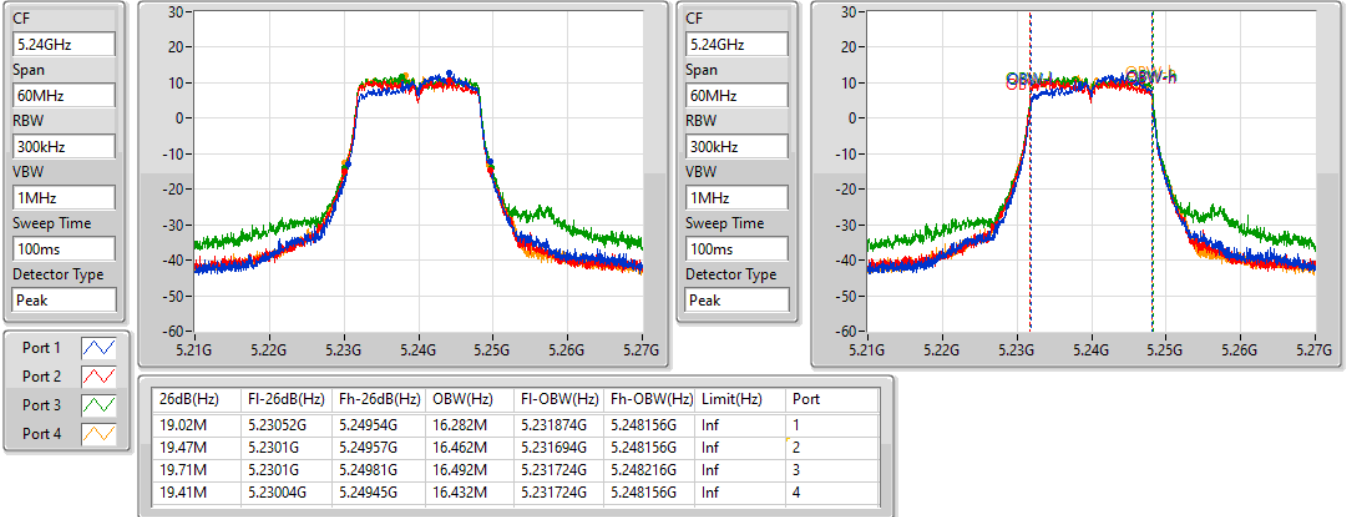 CF
5.24GHz
Span
60MHz
RBW
300kHz
VBW
1MHz
Sweep Time
100ms
Detector Type
Peak
30
20
10
0
-10
-20
-30
-40
-50
-60
5.21G 5.22G 5.23G 5.24G 5.25G 5.26G 5.27G
CF
5.24GHz
Span
60MHz
RBW
300kHz
VBW
1MHz
Sweep Time
100ms
Detector Type
Peak
30
20
10
0
-10
-20
-30
-40
-50
-60
OBW-l OBW-h
5.21G 5.22G 5.23G 5.24G 5.25G 5.26G 5.27G
Port 1
Port 2
Port 3
Port 4
26dB(Hz) Fl-26dB(Hz) Fh-26dB(Hz) OBW(Hz) Fl-OBW(Hz) Fh-OBW(Hz) Limit(Hz) Port
19.02M 5.23052G 5.24954G 16.282M 5.231874G 5.248156G Inf 1
19.47M 5.2301G 5.24957G 16.462M 5.231694G 5.248156G Inf 2
19.71M 5.2301G 5.24981G 16.492M 5.231724G 5.248216G Inf 3
19.41M 5.23004G 5.24945G 16.432M 5.231724G 5.248156G Inf 4